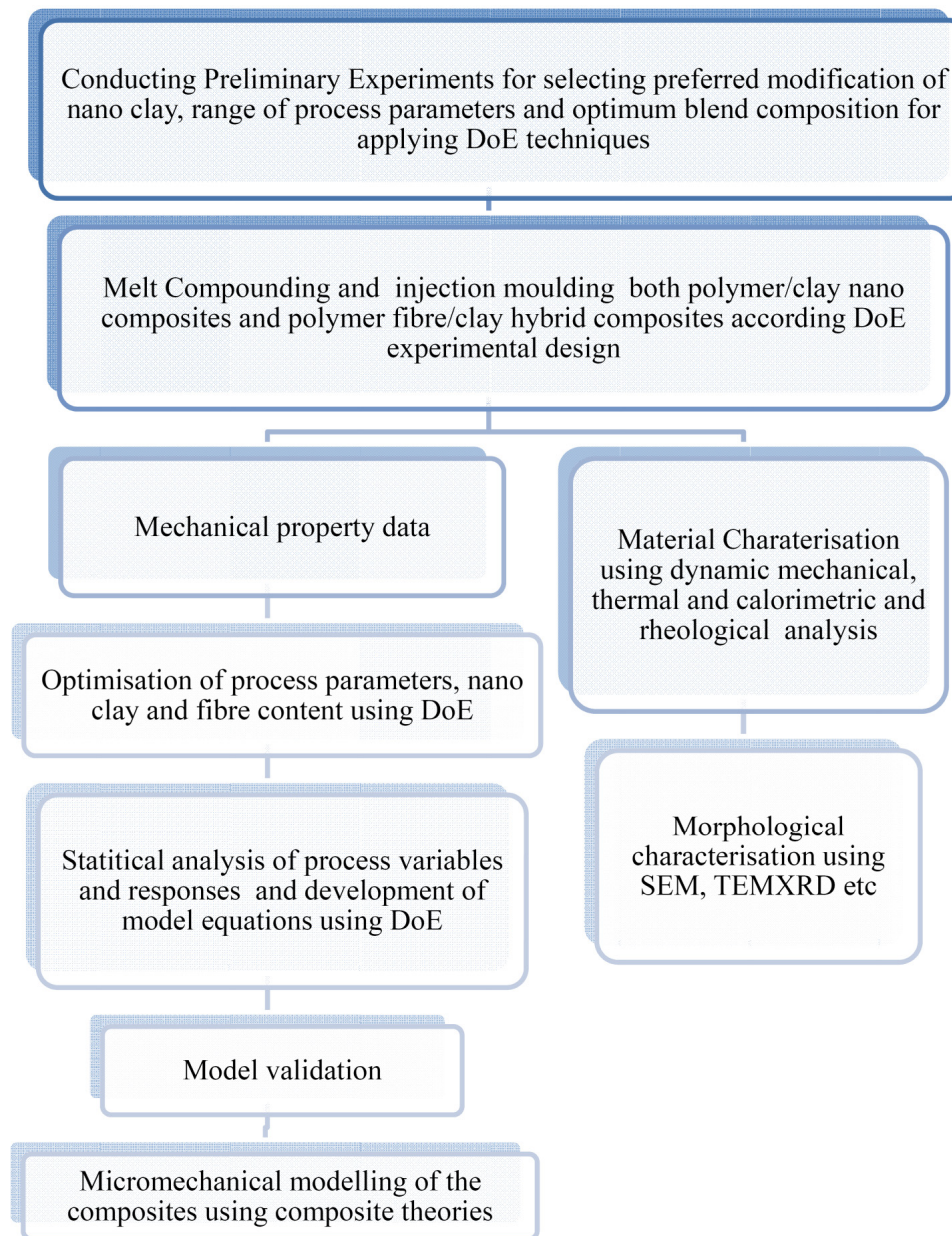 Conducting Preliminary Experiments for selecting preferred modification of
nano clay, range of process parameters and optimum blend composition for
applying DoE techniques
Melt Compounding and injection moulding both polymer/clay nano
composites and polymer fibre/clay hybrid composites according DoE
experimental design
Mechanical property data
Optimisation of process parameters, nano
clay and fibre content using DoE
Statitical analysis of process variables
and responses and development of
model equations using DoE
Model validation
Micromechanical modelling of the
composites using composite theories
Material Charaterisation
using dynamic mechanical,
thermal and calorimetric and
rheological analysis
Morphological
characterisation using
SEM, TEMXRD etc